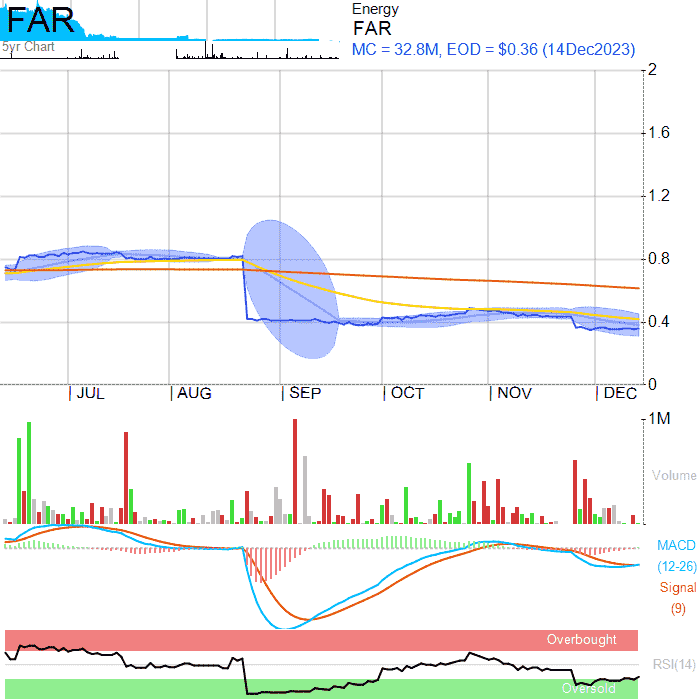 FAR
5yr Chart
Energy
FAR
MC = 32.8M, EOD = $0.36 (14Dec2023)
2
1.6
1.2
0.8
0.4
0
JUL AUG SEP OCT NOV DEC
1M
Volume
MACD
(12-26)
Signal
(9)
Overbought
RSI(14)
Oversold